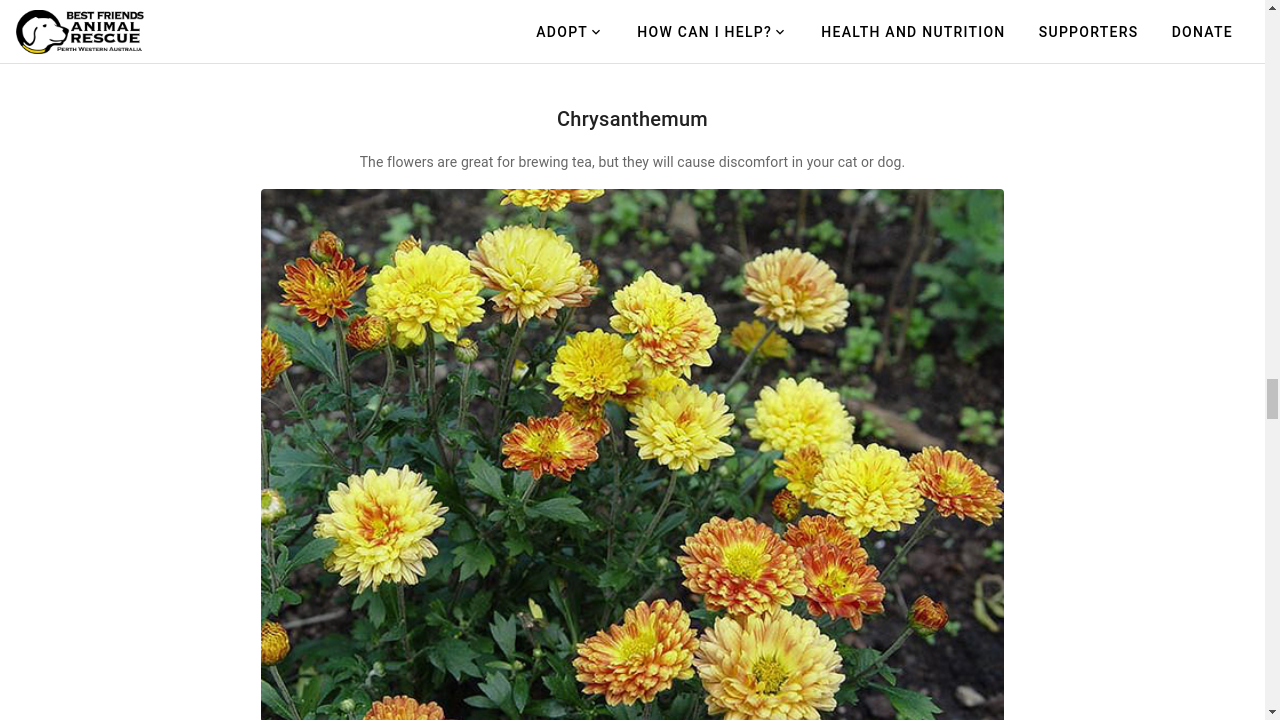 BEST FRIENDS
ANIMAL
RESCUE
PERTH WESTERN AUSTRALIA
ADOPT
HOW CAN I HELP?
HEALTH AND NUTRITION
SUPPORTERS
DONATE
Chrysanthemum
The flowers are great for brewing tea, but they will cause discomfort in your cat or dog.